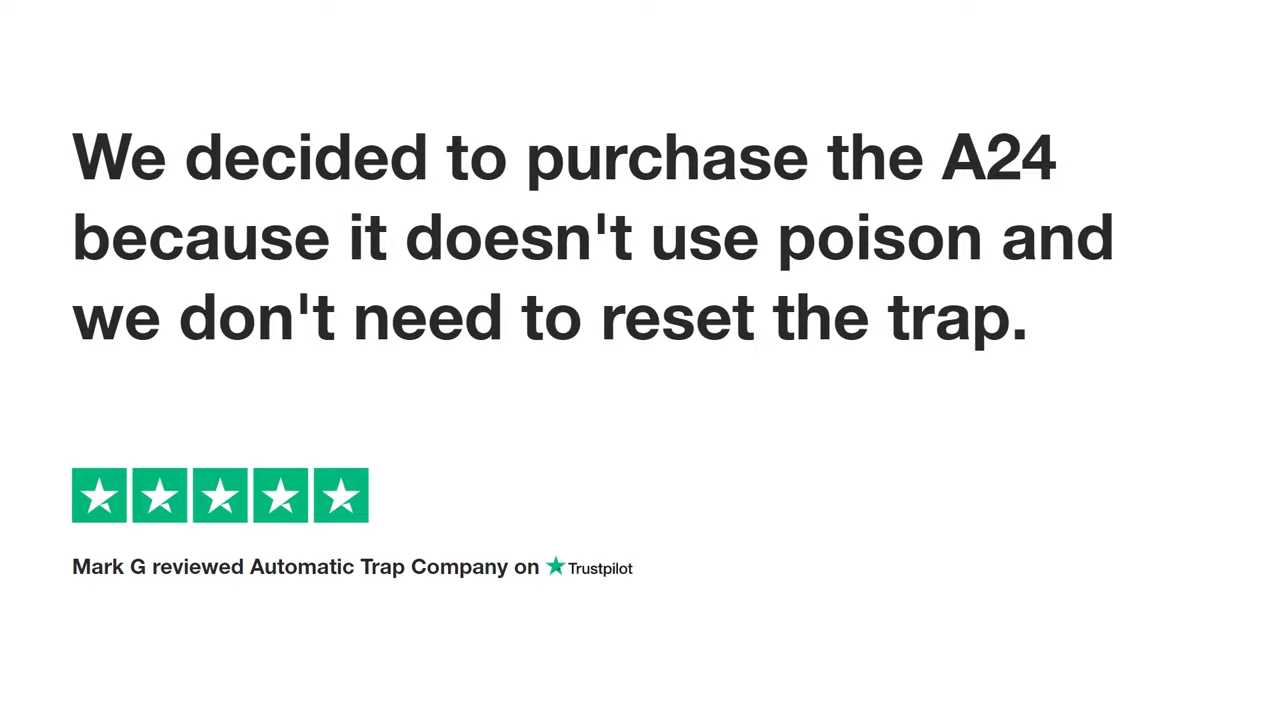 We decided to purchase the A24
because it doesn't use poison and
we don't need to reset the trap.
Mark G reviewed Automatic Trap Company on Trustpilot